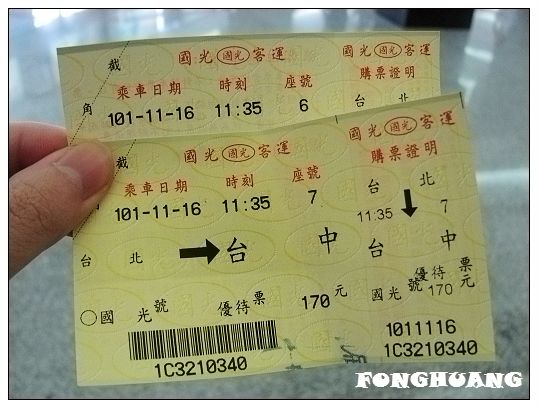 截 國光 國光 客運 國光 國光 客運
乘車日期 時刻 座號 購票證明
角 101-11-16 11:35 6 台 北
截 國光 國光 客運 國光 國光 客運
乘車日期 時刻 座號 購票證明
101-11-16 11:35 7 台 北
11:35 ↓ 7
台 北 → 台 中 台 中
○國光號 優待票 170元 國光號 優待票 170元
1C3210340 1011116
1C3210340
FONGHUANG